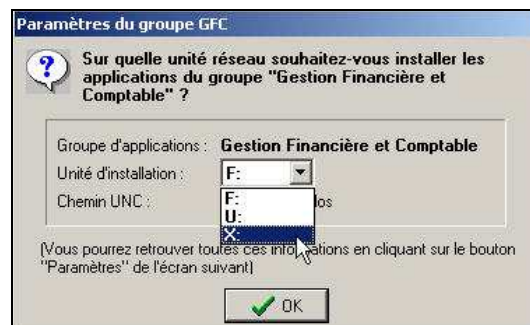 Paramètres du groupe GFC
Sur quelle unité réseau souhaitez-vous installer les
applications du groupe "Gestion Financière et
Comptable" ?
Groupe d'applications : Gestion Financière et Comptable
Unité d'installation : F:
F:
Chemin UNC : los
U:
X:
(Vous pourrez retrouver toutes ces informations en cliquant sur le bouton
"Paramètres" de l'écran suivant)
OK